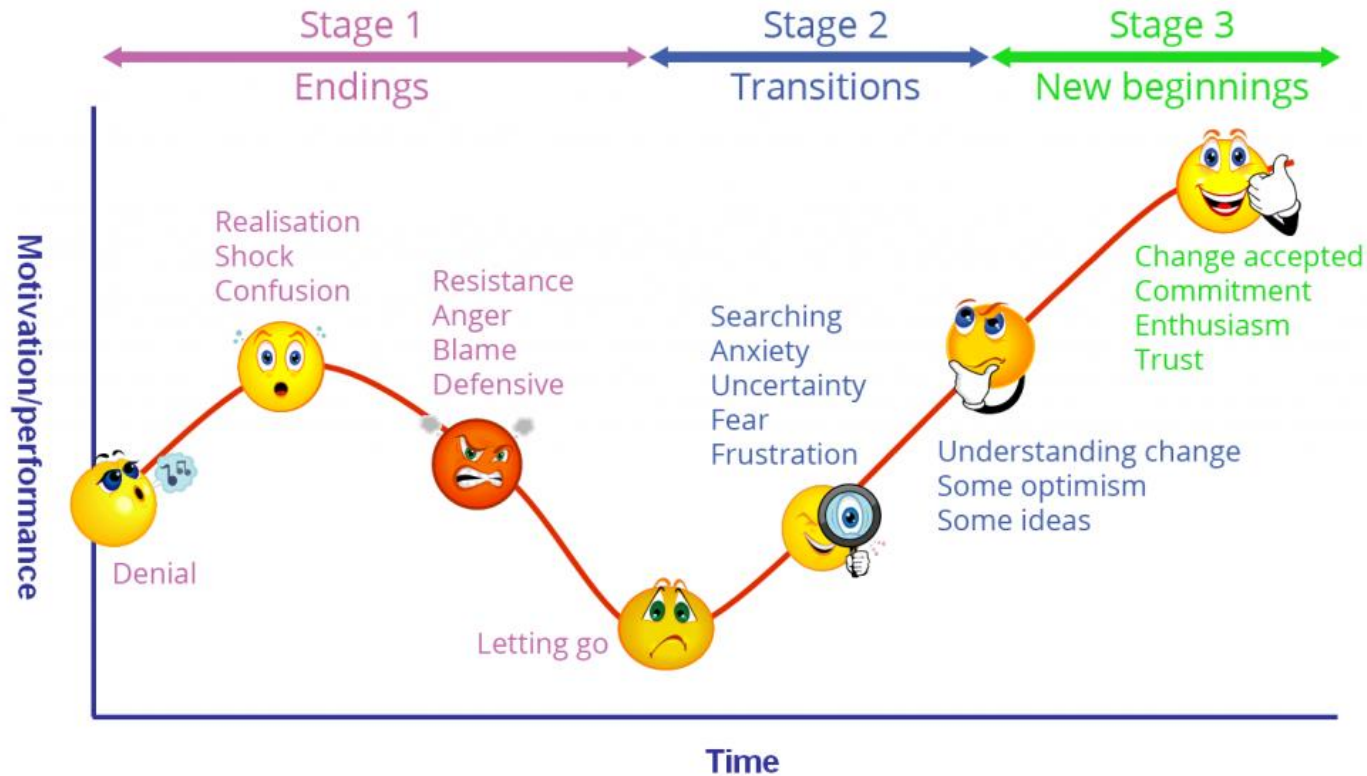 Stage 1
Endings
Stage 2
Transitions
Stage 3
New beginnings
Motivation/performance
Denial
Realisation
Shock
Confusion
Resistance
Anger
Blame
Defensive
Letting go
Searching
Anxiety
Uncertainty
Fear
Frustration
Understanding change
Some optimism
Some ideas
Change accepted
Commitment
Enthusiasm
Trust
Time